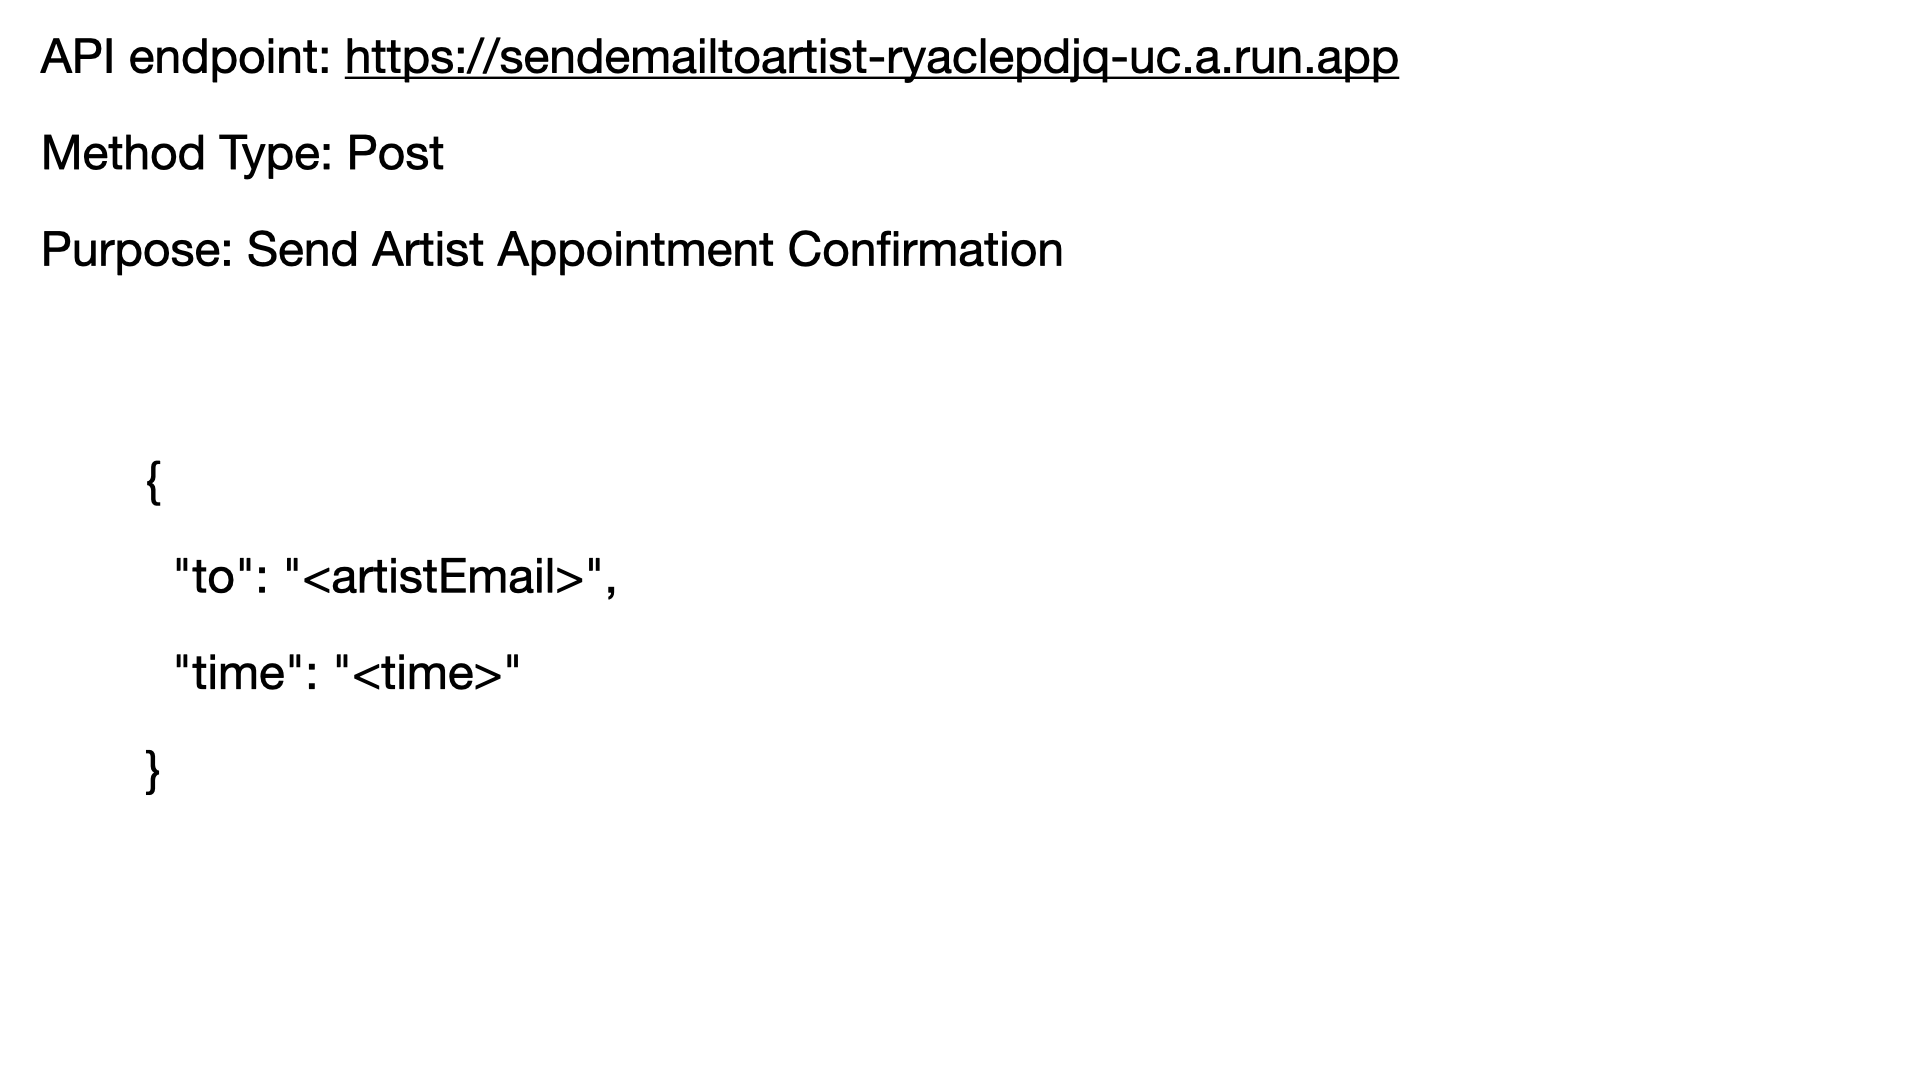 API endpoint: https://sendemailtoartist-ryaclepdjq-uc.a.run.app
Method Type: Post
Purpose: Send Artist Appointment Confirmation
{
"to": "<artistEmail>",
"time": "<time>"
}